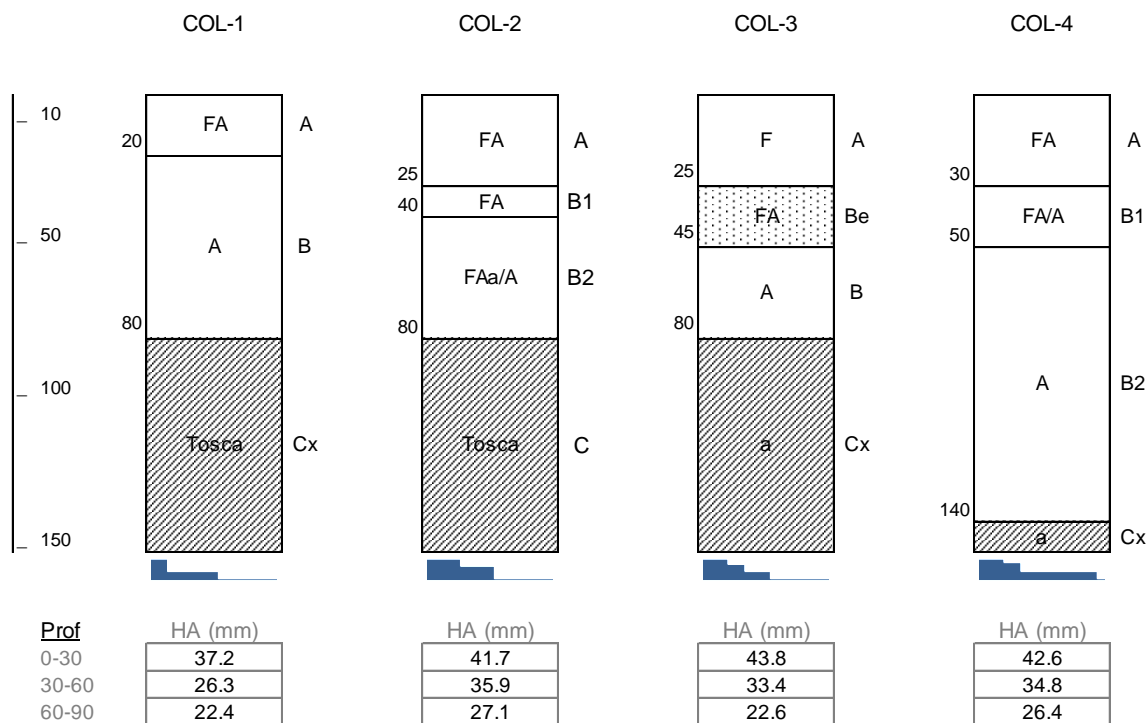 COL-1 COL-2 COL-3 COL-4
10
FA A FA A F A FA A
20
25 25 30
FA B1 FA Be FA/A B1
40
45 50
50
A B
FAa/A B2 A B
80 80 80
100
A B2
Tosca Cx Tosca C a Cx
140
150
a Cx
Prof HA (mm) HA (mm) HA (mm) HA (mm)
0-30 37.2 41.7 43.8 42.6
30-60 26.3 35.9 33.4 34.8
60-90 22.4 27.1 22.6 26.4